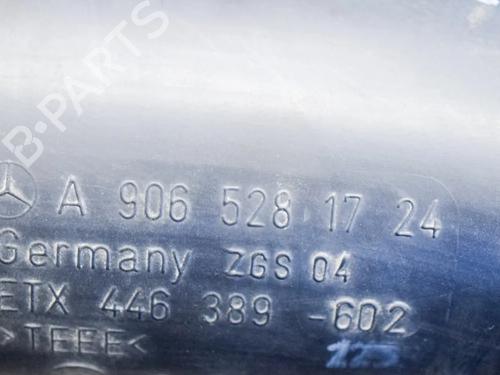 B-PARTS
A 906 528 17 24
Germany ZGS 04
ETX 446 389 -602
>TEEE<